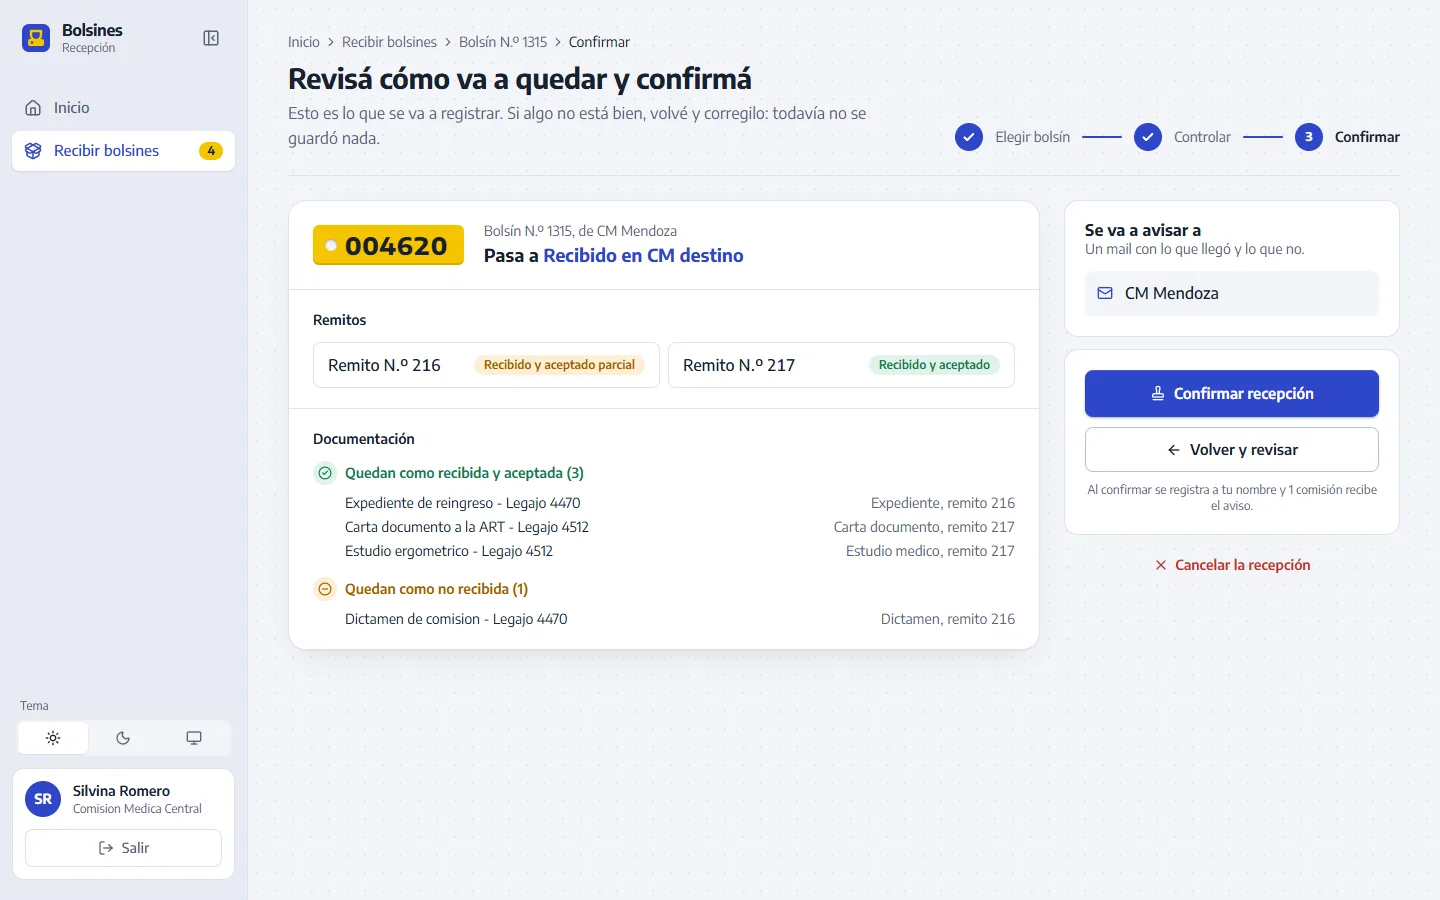 Bolsines
Recepción
Inicio
Recibir bolsines 4
Tema
SR
Silvina Romero
Comision Medica Central
Salir
Inicio > Recibir bolsines > Bolsín N.º 1315 > Confirmar
Revisá cómo va a quedar y confirmá
Esto es lo que se va a registrar. Si algo no está bien, volvé y corregilo: todavía no se
guardó nada.
Elegir bolsín Controlar 3 Confirmar
004620
Bolsín N.º 1315, de CM Mendoza
Pasa a Recibido en CM destino
Remitos
Remito N.º 216 Recibido y aceptado parcial
Remito N.º 217 Recibido y aceptado
Documentación
Quedan como recibida y aceptada (3)
Expediente de reingreso - Legajo 4470 Expediente, remito 216
Carta documento a la ART - Legajo 4512 Carta documento, remito 217
Estudio ergometrico - Legajo 4512 Estudio medico, remito 217
Quedan como no recibida (1)
Dictamen de comision - Legajo 4470 Dictamen, remito 216
Se va a avisar a
Un mail con lo que llegó y lo que no.
CM Mendoza
Confirmar recepción
Volver y revisar
Al confirmar se registra a tu nombre y 1 comisión recibe
el aviso.
Cancelar la recepción